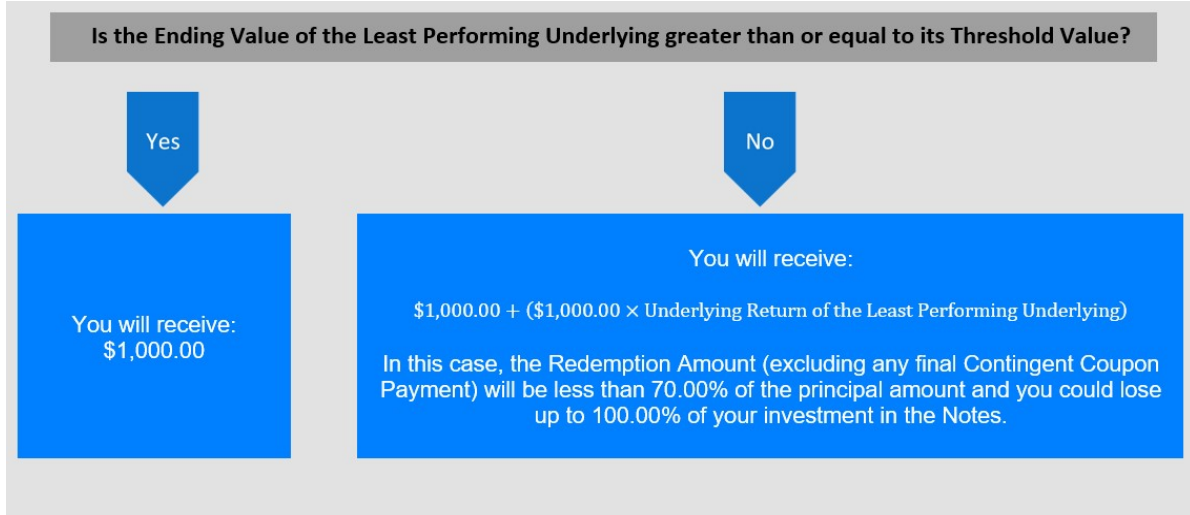 Is the Ending Value of the Least Performing Underlying greater than or equal to its Threshold Value?
Yes
No
You will receive:
$1,000.00
You will receive:
$1,000.00 + ($1,000.00 × Underlying Return of the Least Performing Underlying)
In this case, the Redemption Amount (excluding any final Contingent Coupon
Payment) will be less than 70.00% of the principal amount and you could lose
up to 100.00% of your investment in the Notes.